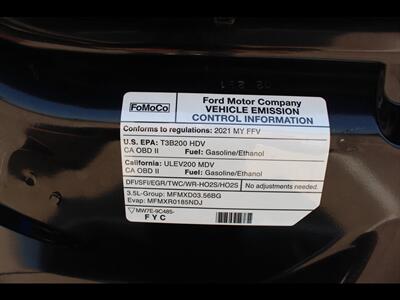 FoMoCo
Ford Motor Company
VEHICLE EMISSION
CONTROL INFORMATION
Conforms to regulations: 2021 MY FFV
U.S. EPA: T3B200 HDV
CA OBD II Fuel: Gasoline/Ethanol
California: ULEV200 MDV
CA OBD II Fuel: Gasoline/Ethanol
DFI/SFI/EGR/TWC/WR-HO2S/HO2S No adjustments needed.
3.5L-Group: MFMXD03.56BG
Evap: MFMXR0185NDJ
MW7E-9C485-
FYC